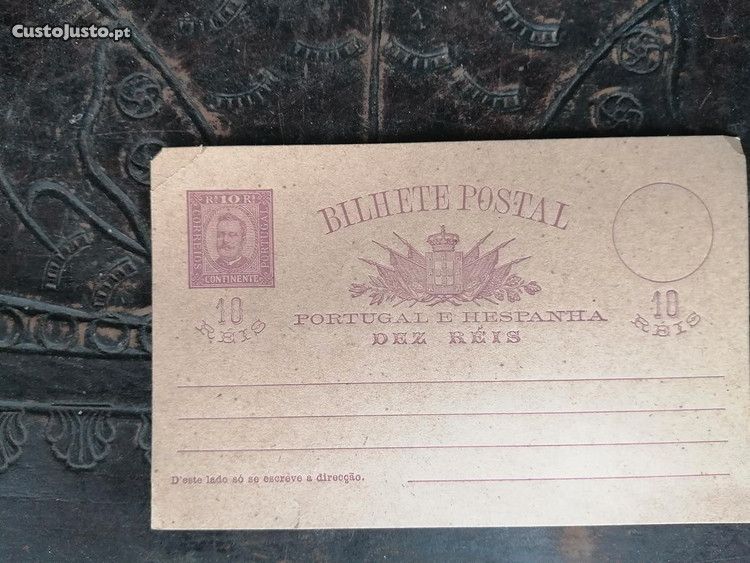 CustoJusto.pt
R. 10 R.
CORREIOS
PORTUGAL
CONTINENTE
10
RÉIS
BILHETE POSTAL
PORTUGAL E HESPANHA
DEZ RÉIS
10
RÉIS
D'este lado só se escreve a direcção.